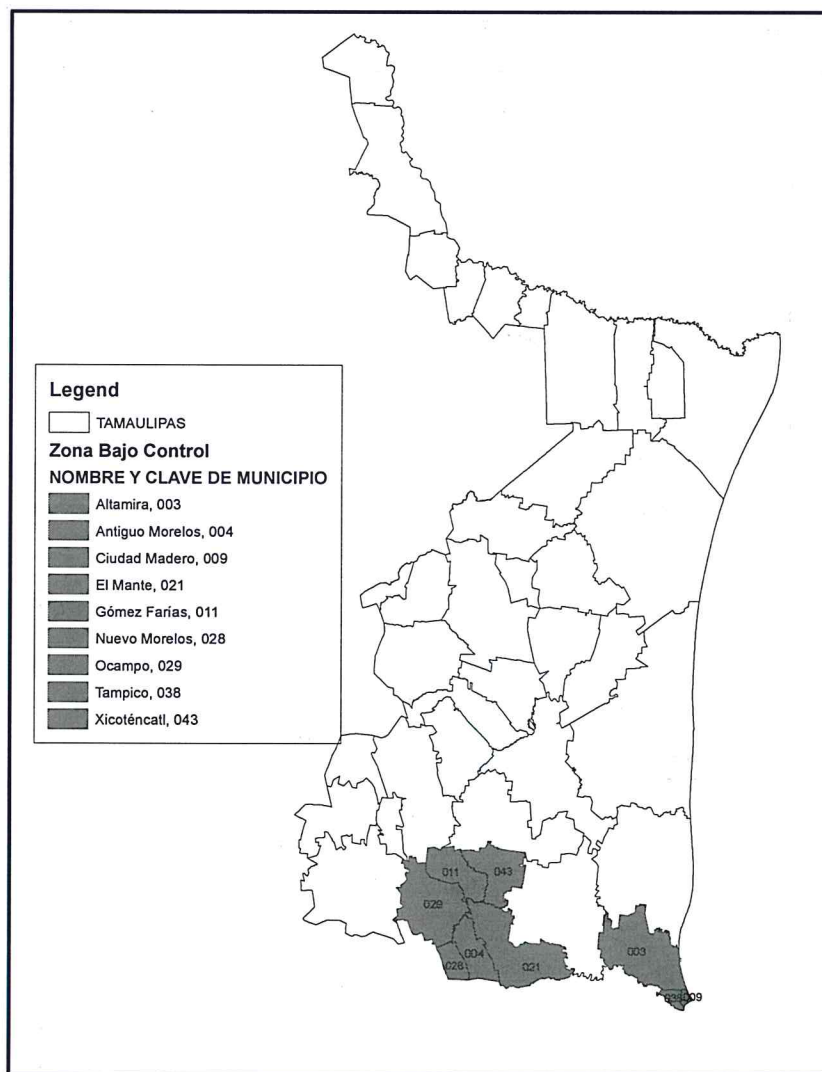 Legend
TAMAULIPAS
Zona Bajo Control
NOMBRE Y CLAVE DE MUNICIPIO
Altamira, 003
Antiguo Morelos, 004
Ciudad Madero, 009
El Mante, 021
Gómez Farías, 011
Nuevo Morelos, 028
Ocampo, 029
Tampico, 038
Xicoténcatl, 043
011
043
029
004
028
021
003
038
009